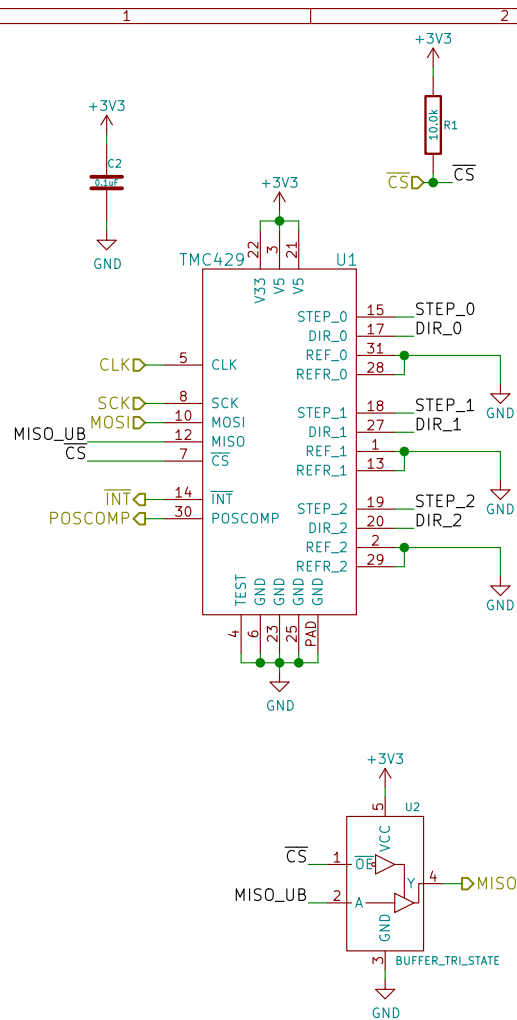 1
2
+3V3
10.0k
R1
CS
CS
+3V3
C2
0.1uF
GND
+3V3
22
3
21
TMC429
U1
V33
V5
V5
STEP_0
15
STEP_0
DIR_0
17
DIR_0
REF_0
31
REFR_0
28
GND
CLK
5
CLK
SCK
8
SCK
MOSI
10
MOSI
MISO_UB
12
MISO
CS
7
CS
STEP_1
18
STEP_1
DIR_1
27
DIR_1
REF_1
1
REFR_1
13
GND
INT
14
INT
POSCOMP
30
POSCOMP
STEP_2
19
STEP_2
DIR_2
20
DIR_2
REF_2
2
REFR_2
29
GND
TEST
GND
GND
GND
GND
4
6
23
25
PAD
GND
+3V3
5
U2
VCC
CS
1
OE
Y
4
MISO
MISO_UB
2
A
GND
3
BUFFER_TRI_STATE
GND